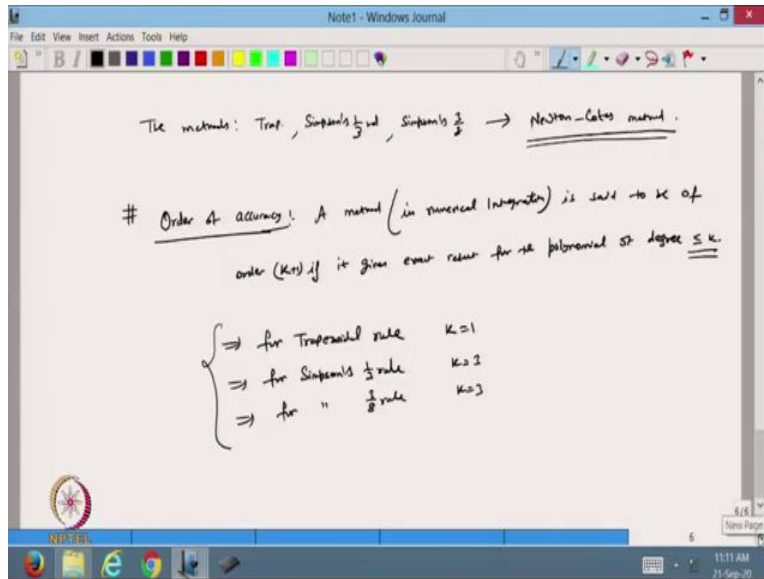 Note1 - Windows Journal
File Edit View Insert Actions Tools Help
B I
The methods: Trap., Simpson's 1/3 rd, Simpson's 3/8 → Newton-Cotes method.
# Order of accuracy: A method (in numerical Integration) is said to be of
order (K+1) if it gives exact result for the polynomial of degree ≤ K.
⇒ for Trapezoidal rule K=1
⇒ for Simpson's 1/3 rule K=3
⇒ for " 3/8 rule K=3
NPTEL
6/6
New Page
6
11:11 AM
21-Sep-20